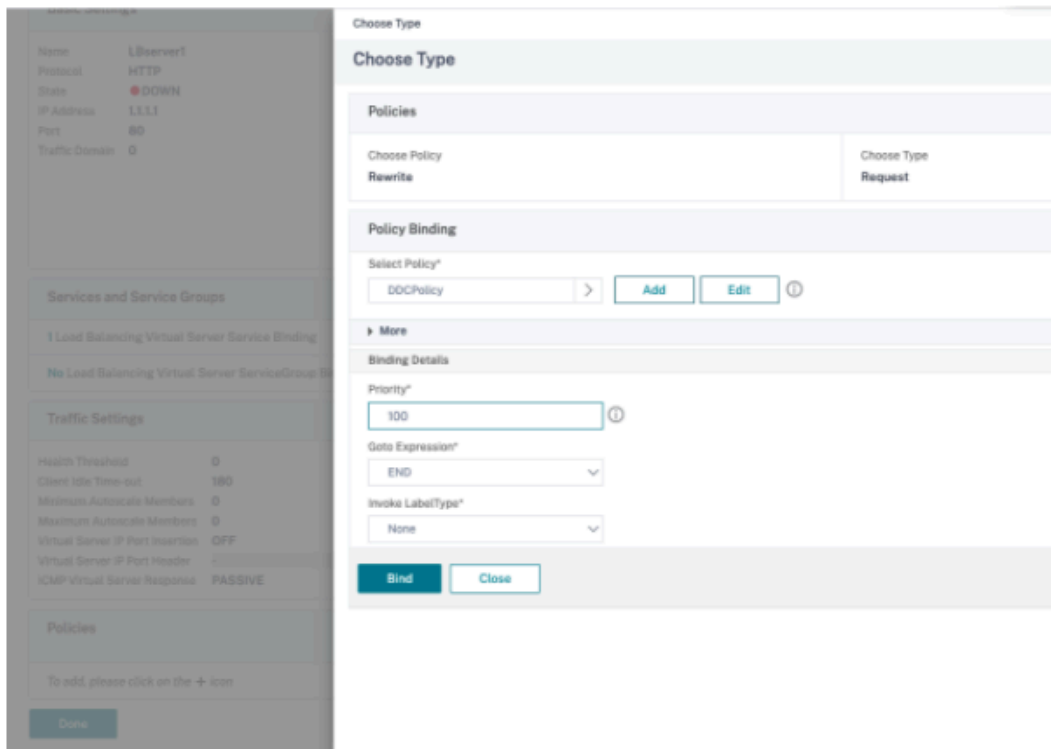 Basic Settings
Name LBserver1
Protocol HTTP
State DOWN
IP Address 1.1.1.1
Port 80
Traffic Domain 0
Services and Service Groups
1 Load Balancing Virtual Server Service Binding
No Load Balancing Virtual Server ServiceGroup Bi
Traffic Settings
Health Threshold 0
Client Idle Time-out 180
Minimum Autoscale Members 0
Maximum Autoscale Members 0
Virtual Server IP Port Insertion OFF
Virtual Server IP Port Header -
ICMP Virtual Server Response PASSIVE
Policies
To add, please click on the + icon
Done
Choose Type
Choose Type
Policies
Choose Policy Choose Type
Rewrite Request
Policy Binding
Select Policy*
DDCPolicy > Add Edit
More
Binding Details
Priority*
100
Goto Expression*
END
Invoke LabelType*
None
Bind Close